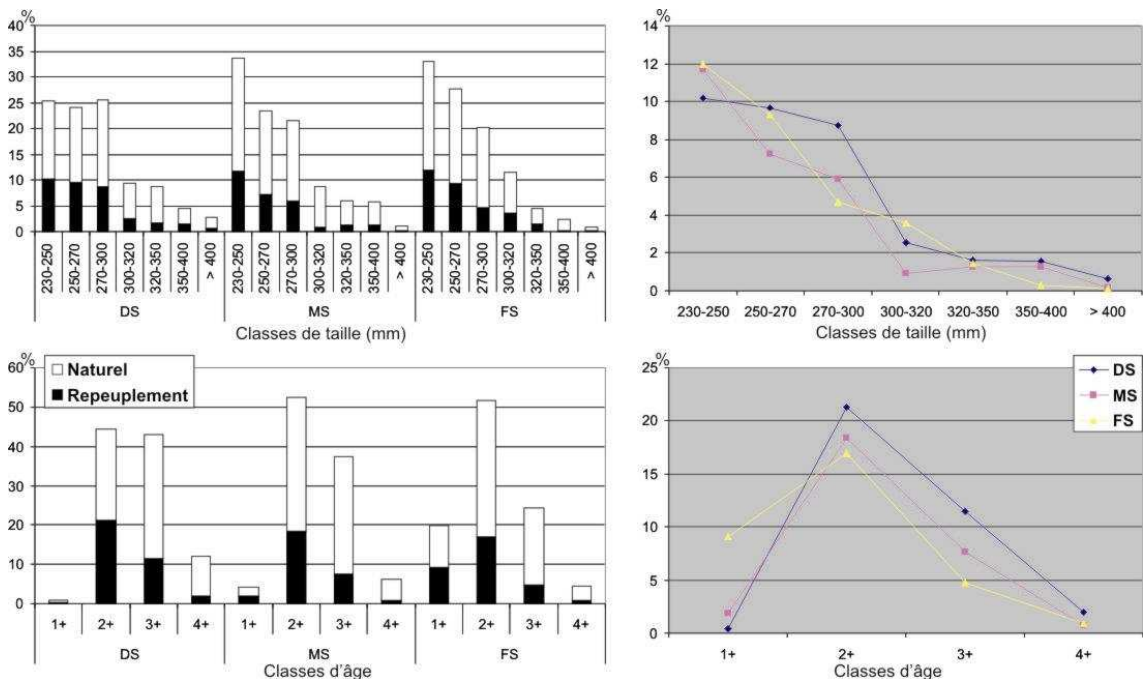 %
40
35
30
25
20
15
10
5
0
230-250 250-270 270-300 300-320 320-350 350-400 > 400 230-250 250-270 270-300 300-320 320-350 350-400 > 400 230-250 250-270 270-300 300-320 320-350 350-400 > 400
DS MS FS
Classes de taille (mm)
%
14
12
10
8
6
4
2
0
230-250 250-270 270-300 300-320 320-350 350-400 > 400
Classes de taille (mm)
%
60
50
40
30
20
10
0
Naturel
Repeuplement
1+ 2+ 3+ 4+ 1+ 2+ 3+ 4+ 1+ 2+ 3+ 4+
DS MS FS
Classes d'âge
%
25
20
15
10
5
0
DS
MS
FS
1+ 2+ 3+ 4+
Classes d'âge